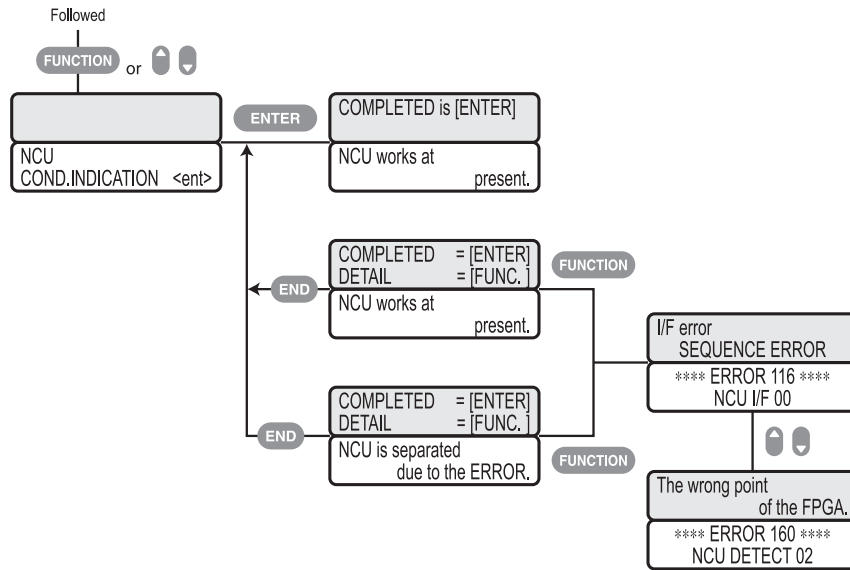 Followed
FUNCTION or
NCU
COND.INDICATION <ent>
ENTER
COMPLETED is [ENTER]
NCU works at
present.
COMPLETED = [ENTER]
DETAIL = [FUNC. ]
NCU works at
present.
END
FUNCTION
COMPLETED = [ENTER]
DETAIL = [FUNC. ]
NCU is separated
due to the ERROR.
END
FUNCTION
I/F error
SEQUENCE ERROR
**** ERROR 116 ****
NCU I/F 00
The wrong point
of the FPGA.
**** ERROR 160 ****
NCU DETECT 02